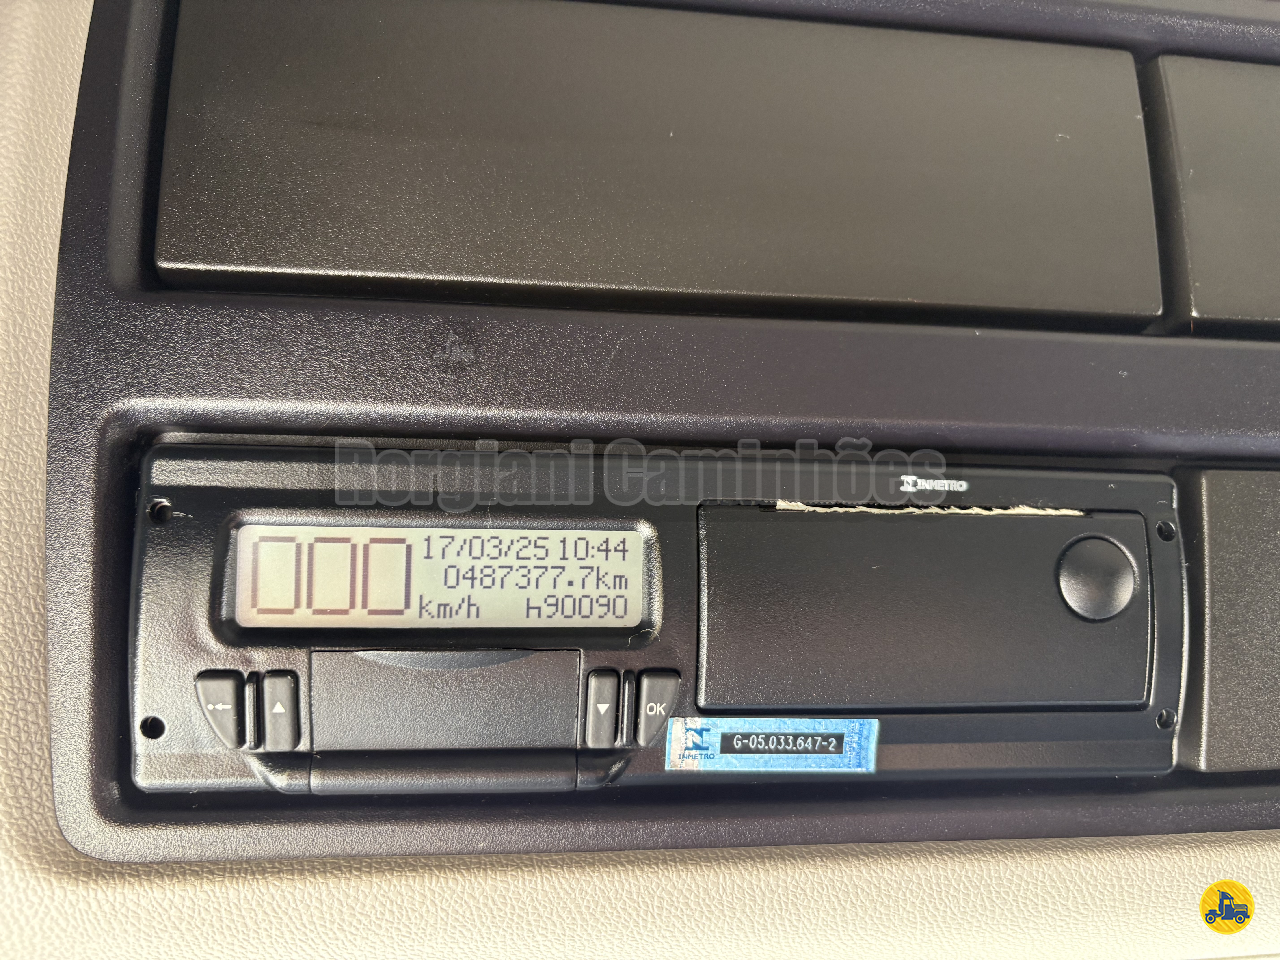 Borgiani Caminhões
INMETRO
000
17/03/25 10:44
0487377.7km
km/h h90090
OK
INMETRO
G-05.033.647-2